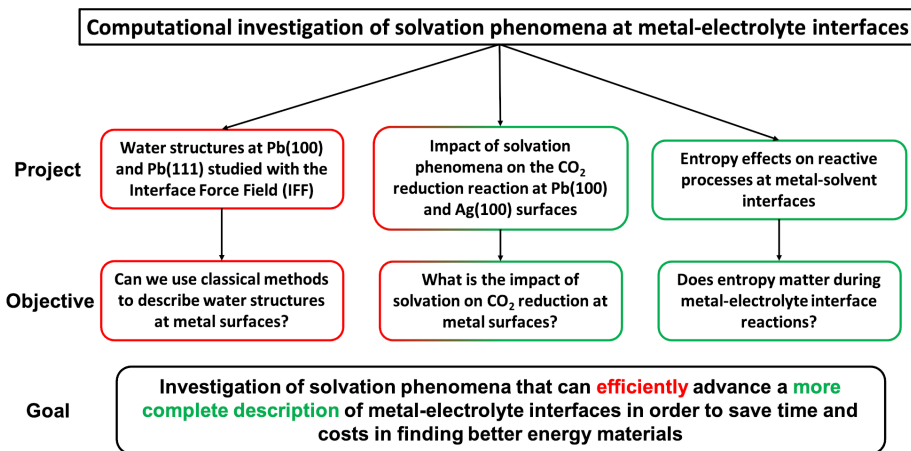 Computational investigation of solvation phenomena at metal-electrolyte interfaces
Project
Water structures at Pb(100)
and Pb(111) studied with the
Interface Force Field (IFF)
Impact of solvation
phenomena on the CO₂
reduction reaction at Pb(100)
and Ag(100) surfaces
Entropy effects on reactive
processes at metal-solvent
interfaces
Objective
Can we use classical methods
to describe water structures
at metal surfaces?
What is the impact of
solvation on CO₂ reduction at
metal surfaces?
Does entropy matter during
metal-electrolyte interface
reactions?
Goal
Investigation of solvation phenomena that can efficiently advance a more
complete description of metal-electrolyte interfaces in order to save time and
costs in finding better energy materials